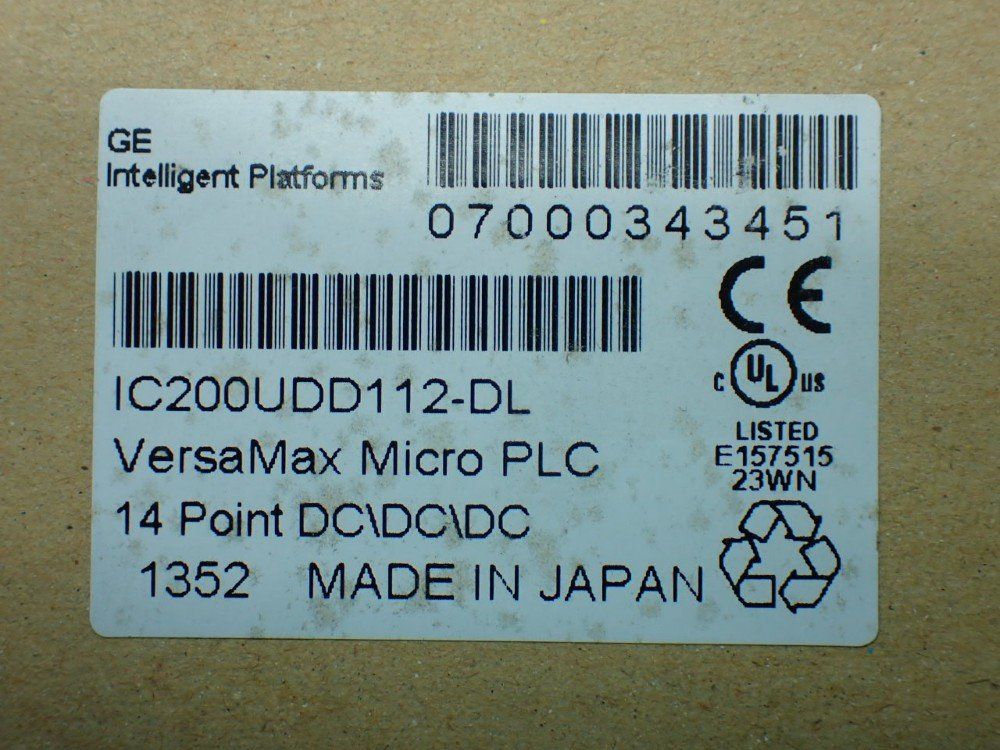 GE
Intelligent Platforms
07000343451
CE
IC200UDD112-DL
VersaMax Micro PLC
14 Point DC\DC\DC
1352 MADE IN JAPAN
c UL us
LISTED
E157515
23WN